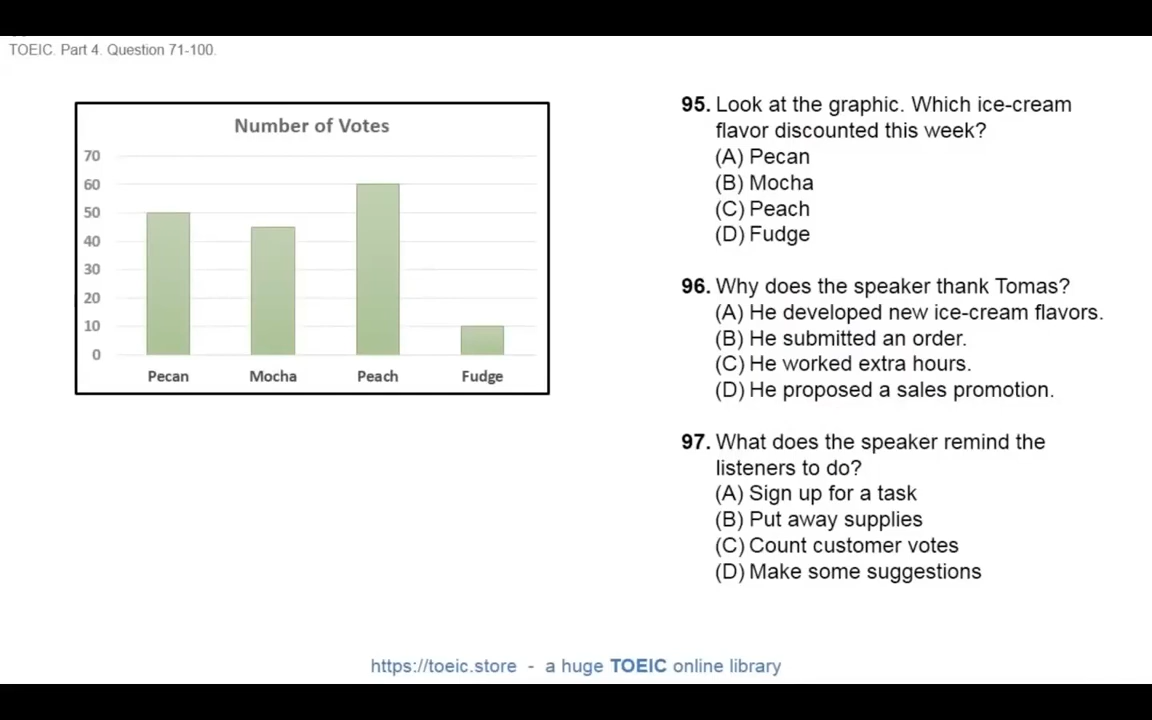 TOEIC. Part 4. Question 71-100.
Number of Votes
70
60
50
40
30
20
10
0
Pecan Mocha Peach Fudge
95. Look at the graphic. Which ice-cream
flavor discounted this week?
(A) Pecan
(B) Mocha
(C) Peach
(D) Fudge
96. Why does the speaker thank Tomas?
(A) He developed new ice-cream flavors.
(B) He submitted an order.
(C) He worked extra hours.
(D) He proposed a sales promotion.
97. What does the speaker remind the
listeners to do?
(A) Sign up for a task
(B) Put away supplies
(C) Count customer votes
(D) Make some suggestions
https://toeic.store - a huge TOEIC online library